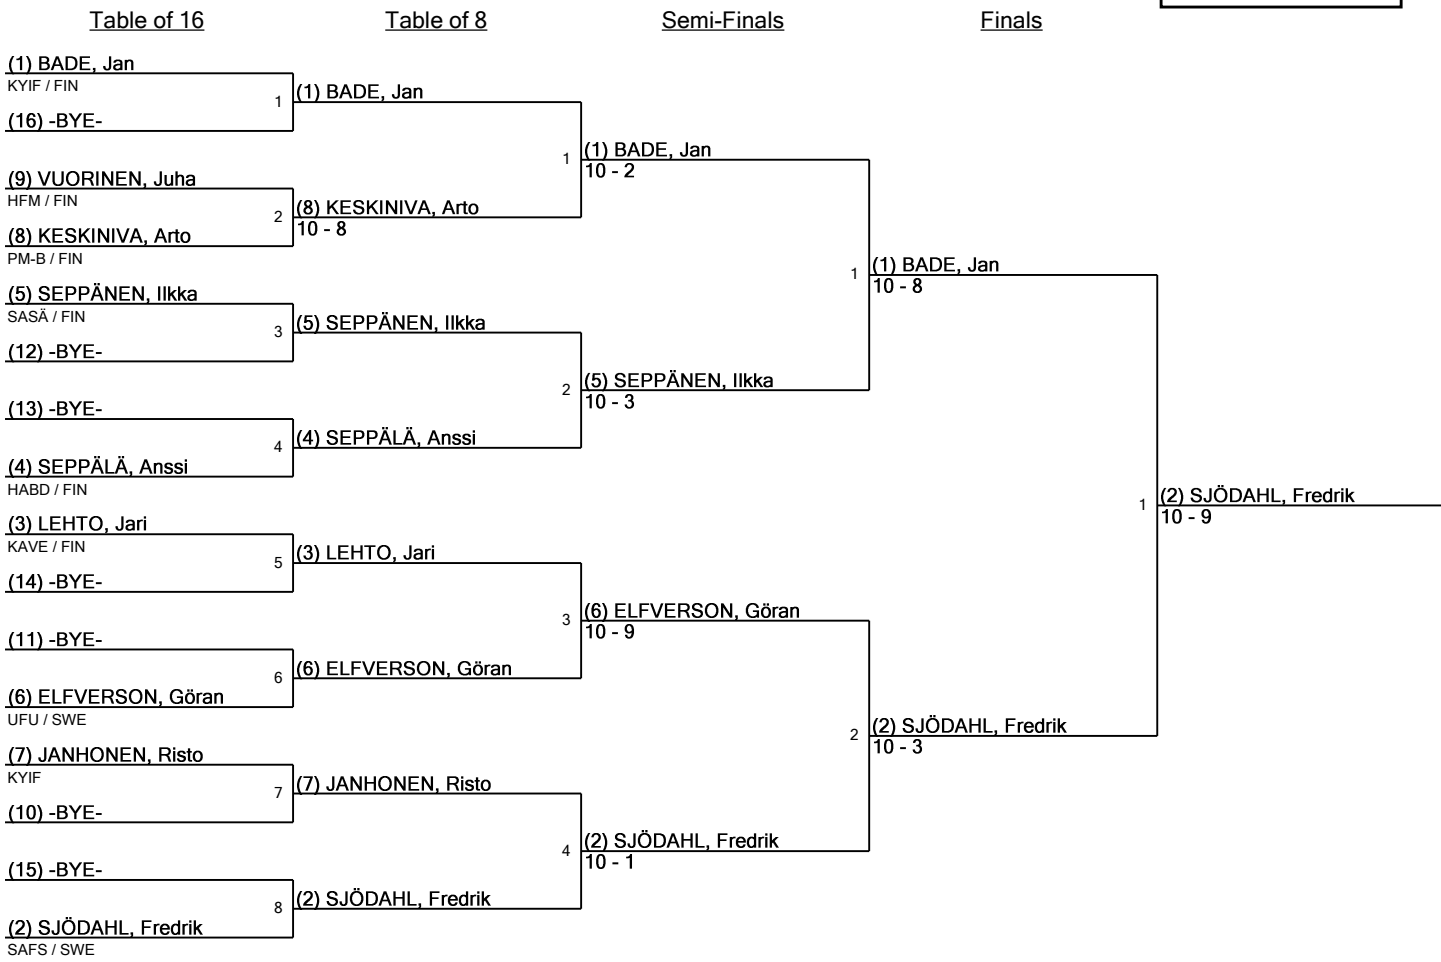 Table of 16
Table of 8
Semi-Finals
Finals
(1) BADE, Jan
KYIF / FIN
1
(16) -BYE-
(9) VUORINEN, Juha
HFM / FIN
2
(8) KESKINIVA, Arto
PM-B / FIN
(5) SEPPÄNEN, Ilkka
SASÄ / FIN
3
(12) -BYE-
(13) -BYE-
4
(4) SEPPÄLÄ, Anssi
HABD / FIN
(3) LEHTO, Jari
KAVE / FIN
5
(14) -BYE-
(11) -BYE-
6
(6) ELFVERSON, Göran
UFU / SWE
(7) JANHONEN, Risto
KYIF
7
(10) -BYE-
(15) -BYE-
8
(2) SJÖDAHL, Fredrik
SAFS / SWE
(1) BADE, Jan
1
(8) KESKINIVA, Arto
10 - 8
(5) SEPPÄNEN, Ilkka
2
(4) SEPPÄLÄ, Anssi
(3) LEHTO, Jari
3
(6) ELFVERSON, Göran
(7) JANHONEN, Risto
4
(2) SJÖDAHL, Fredrik
(1) BADE, Jan
10 - 2
1
(5) SEPPÄNEN, Ilkka
10 - 3
(6) ELFVERSON, Göran
10 - 9
2
(2) SJÖDAHL, Fredrik
10 - 1
(1) BADE, Jan
10 - 8
1
(2) SJÖDAHL, Fredrik
10 - 3
(2) SJÖDAHL, Fredrik
10 - 9